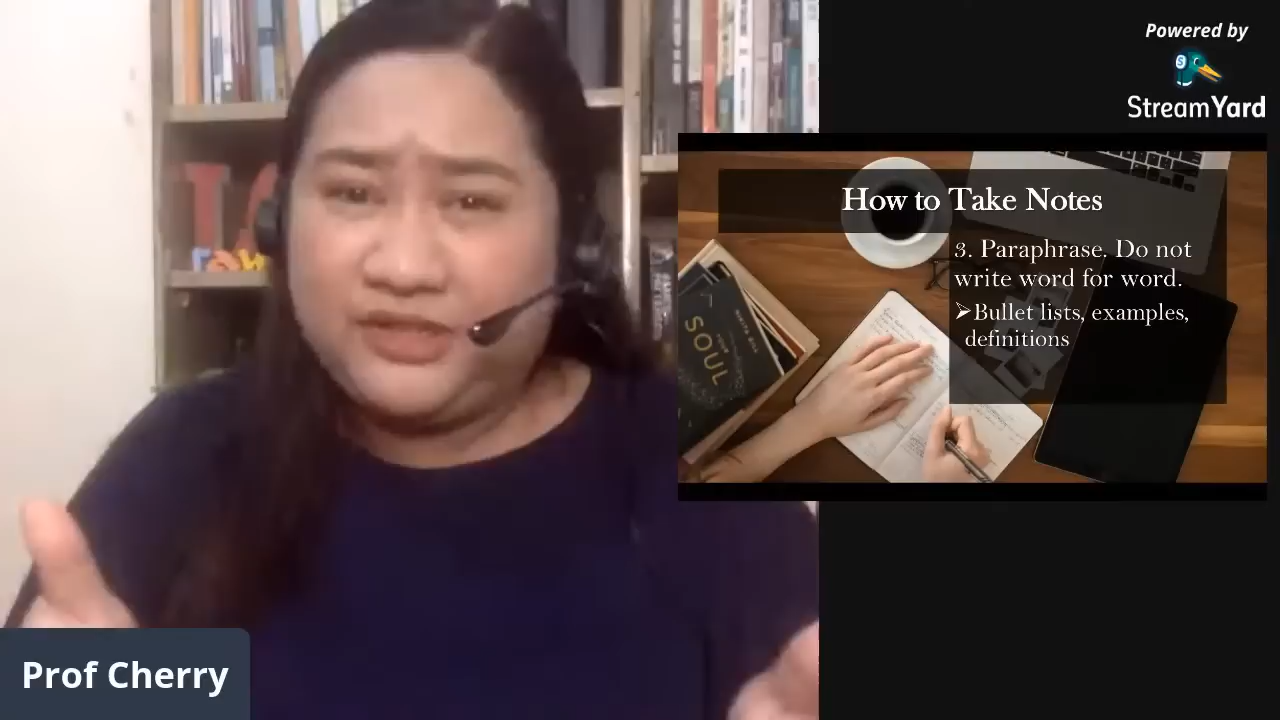 Powered by
StreamYard
How to Take Notes
3. Paraphrase. Do not
write word for word.
➢Bullet lists, examples,
definitions
SOUL
Prof Cherry